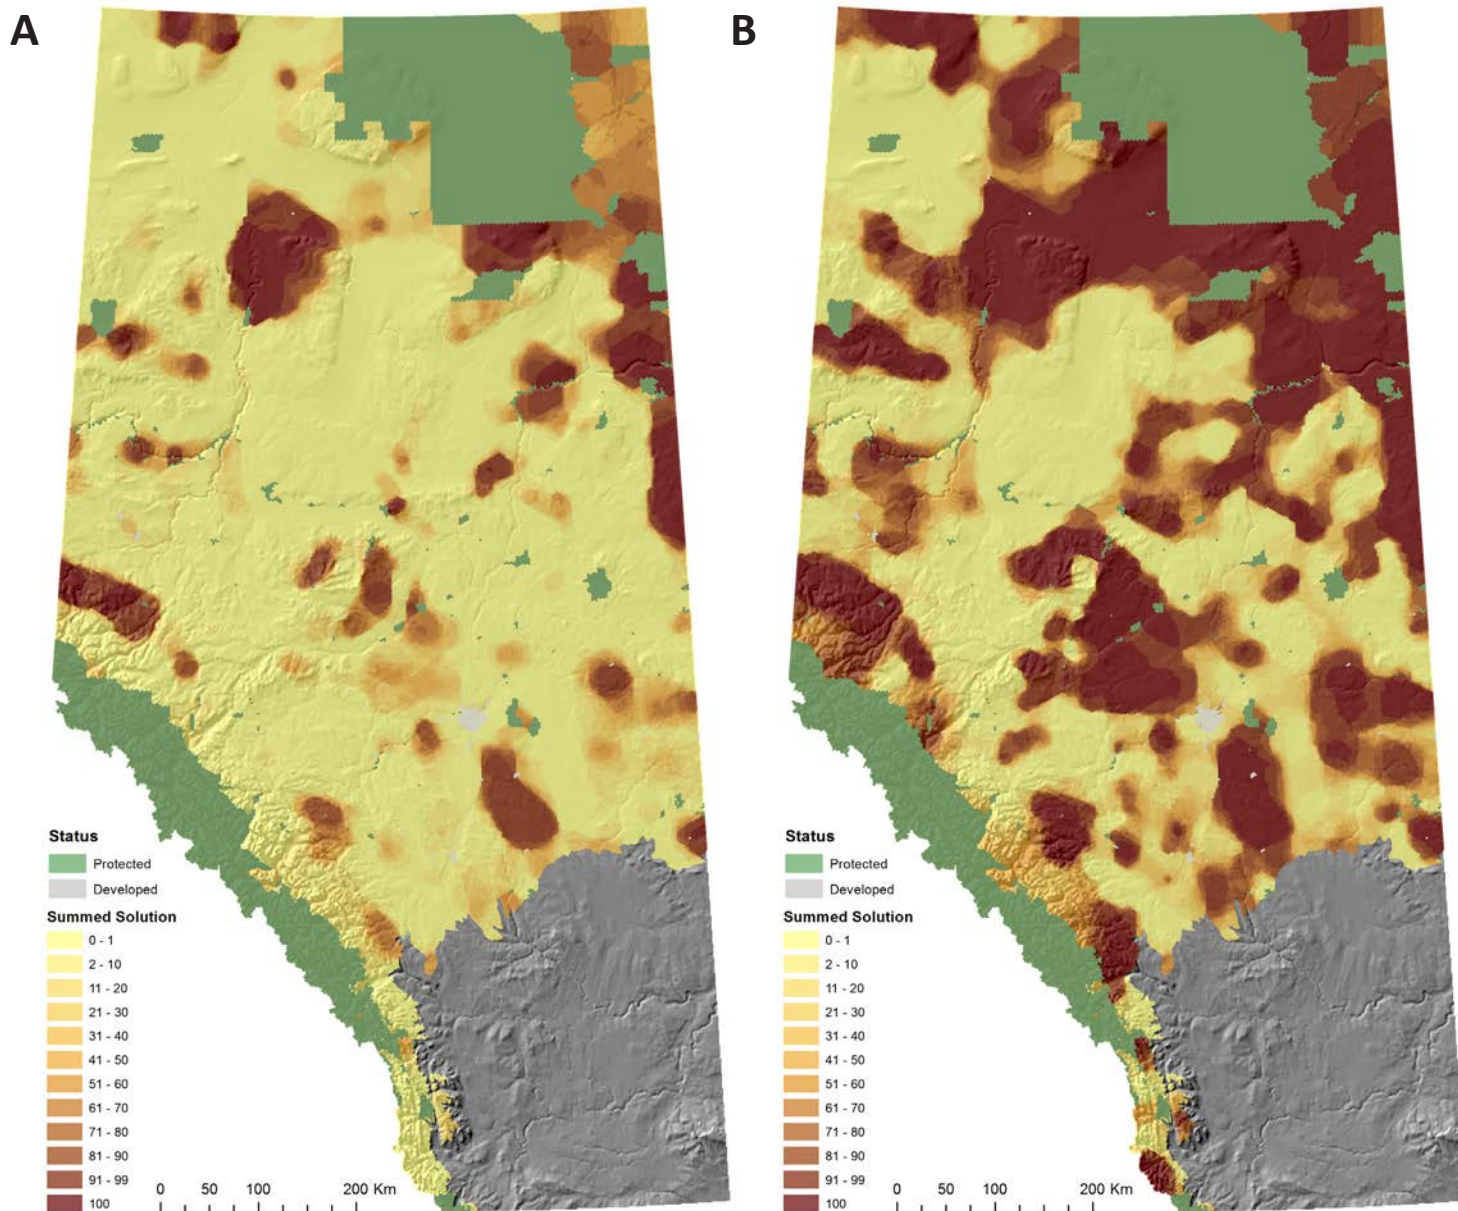 A
Status
Protected
Developed
Summed Solution
0 - 1
2 - 10
11 - 20
21 - 30
31 - 40
41 - 50
51 - 60
61 - 70
71 - 80
81 - 90
91 - 99
100
0 50 100 200 Km
B
Status
Protected
Developed
Summed Solution
0 - 1
2 - 10
11 - 20
21 - 30
31 - 40
41 - 50
51 - 60
61 - 70
71 - 80
81 - 90
91 - 99
100
0 50 100 200 Km